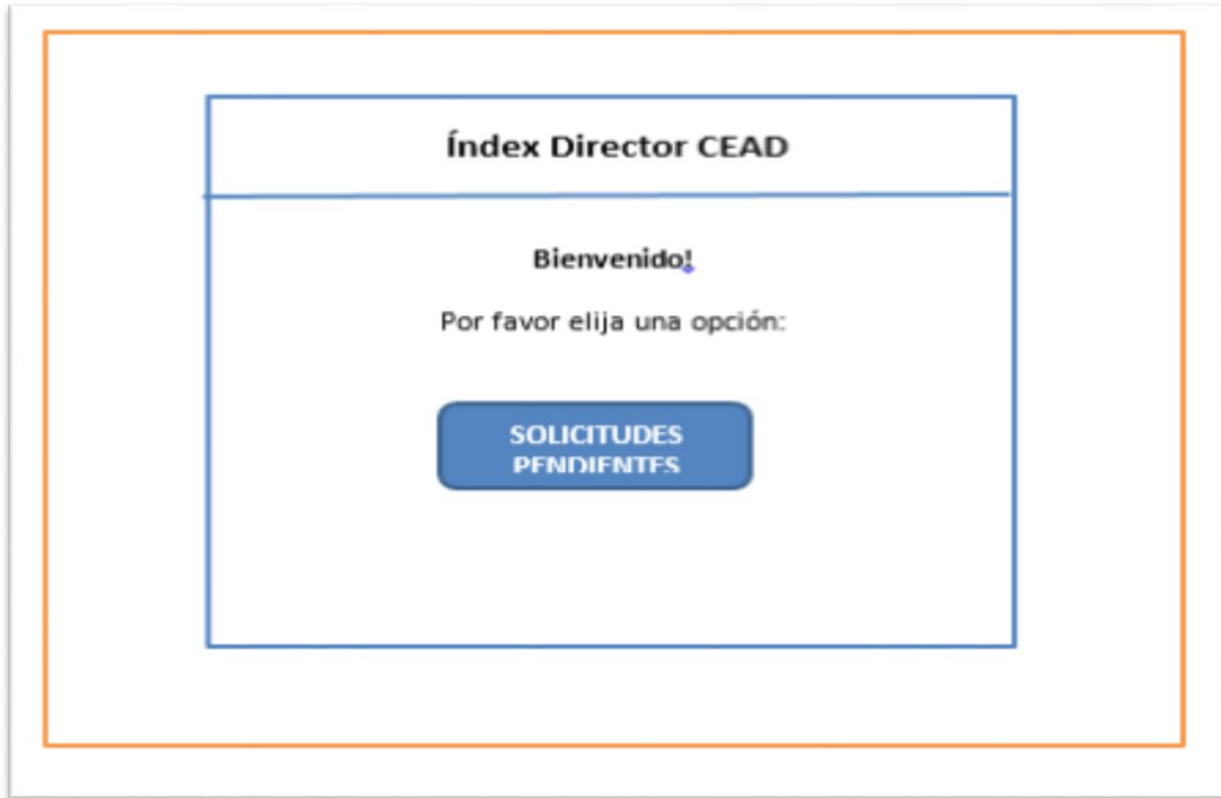 Índex Director CEAD
Bienvenido!
Por favor elija una opción:
SOLICITUDES
PENDIENTES